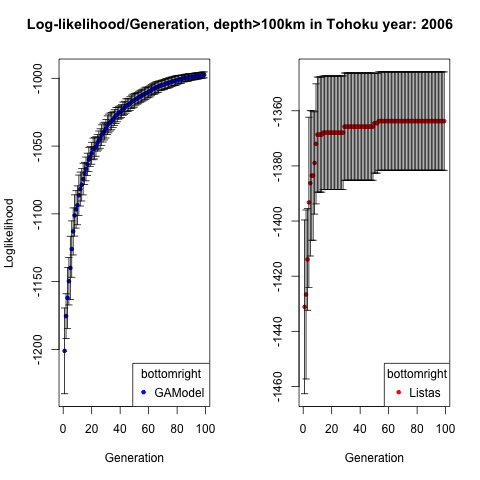 Log-likelihood/Generation, depth>100km in Tohoku year: 2006
Loglikelihood
-1000
-1050
-1100
-1150
-1200
0 20 40 60 80 100
Generation
bottomright
GAModel
-1360
-1380
-1400
-1420
-1440
-1460
0 20 40 60 80 100
Generation
bottomright
Listas